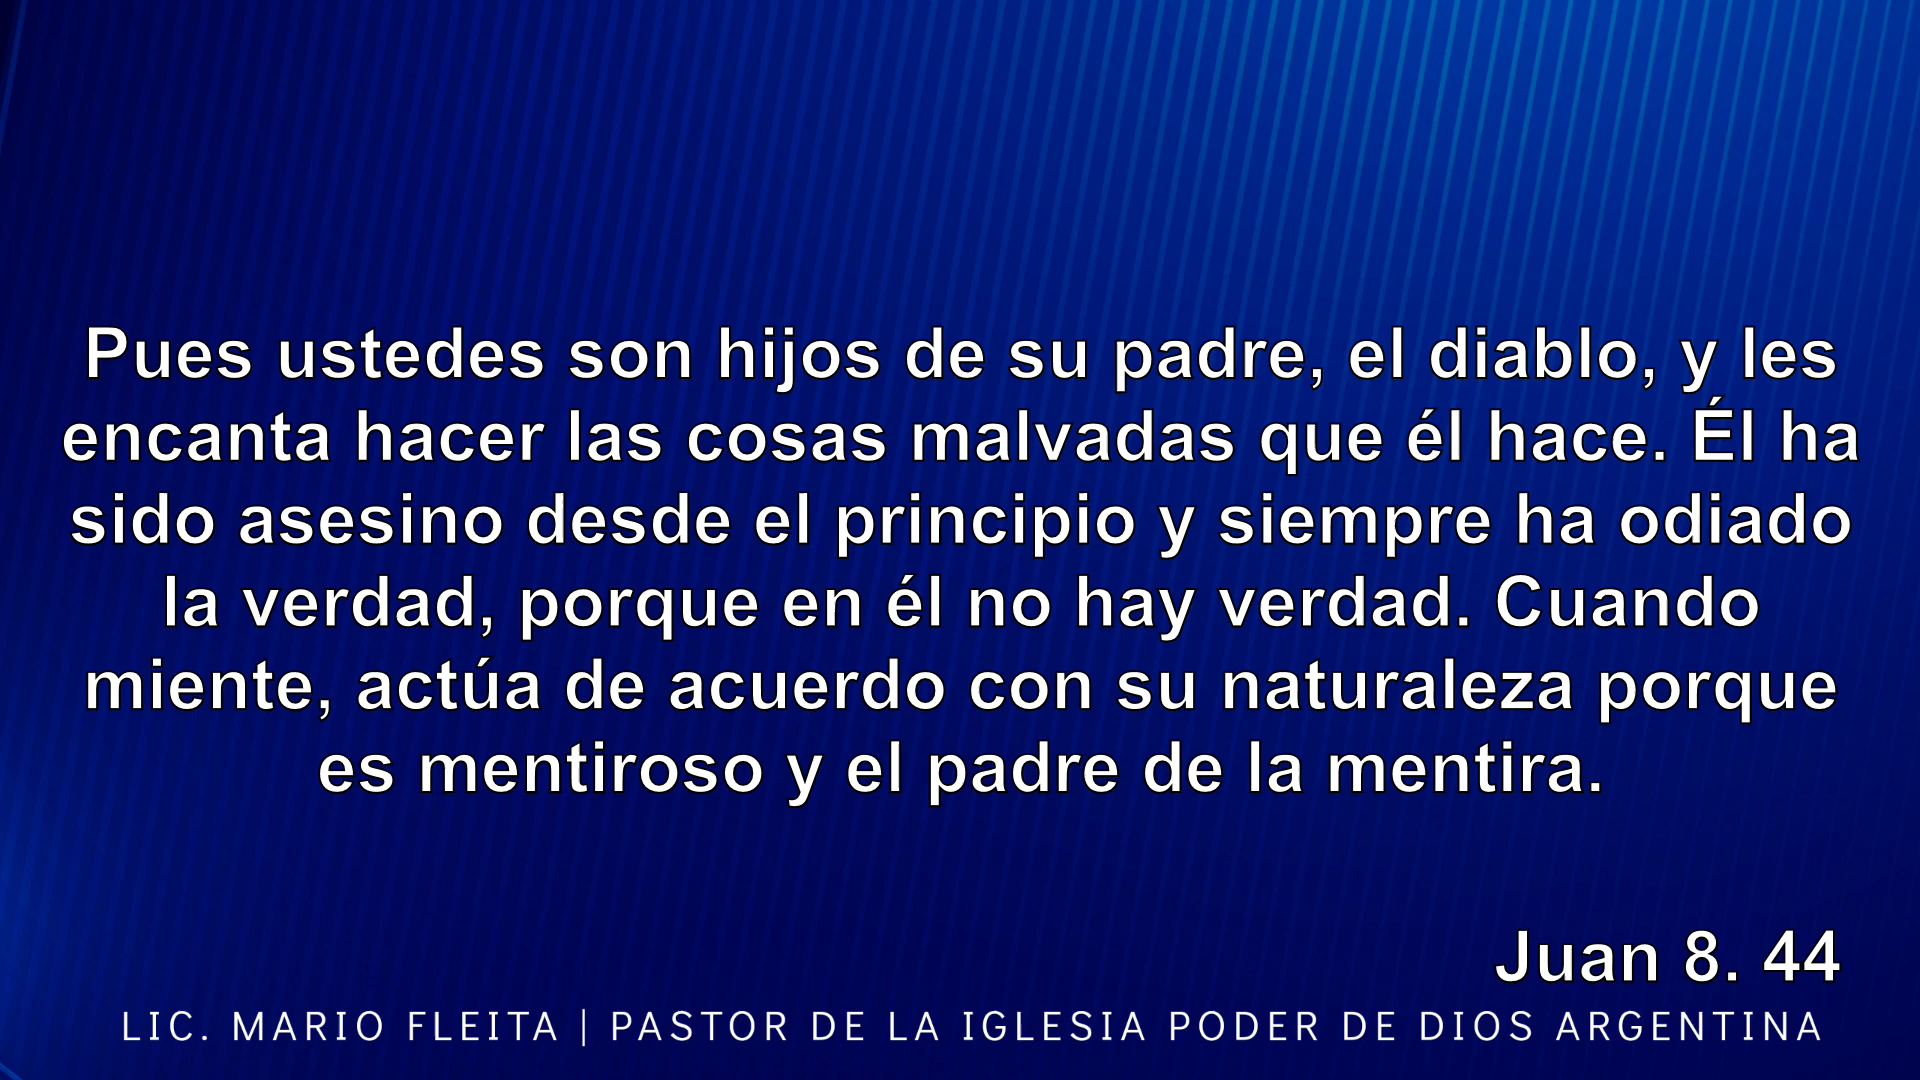 Pues ustedes son hijos de su padre, el diablo, y les
encanta hacer las cosas malvadas que él hace. Él ha
sido asesino desde el principio y siempre ha odiado
la verdad, porque en él no hay verdad. Cuando
miente, actúa de acuerdo con su naturaleza porque
es mentiroso y el padre de la mentira.
Juan 8. 44
LIC. MARIO FLEITA | PASTOR DE LA IGLESIA PODER DE DIOS ARGENTINA